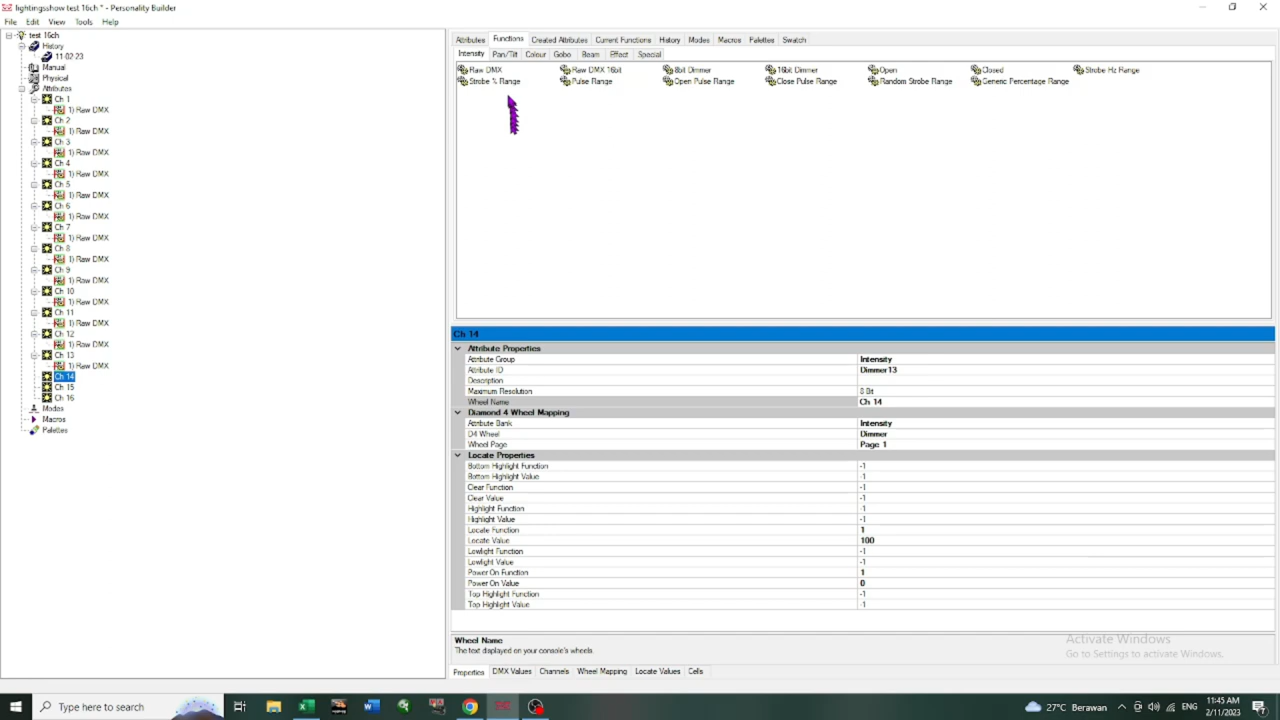 lightingsshow test 16ch * - Personality Builder
File Edit View Tools Help
test 16ch
History
11-02-23
Manual
Physical
Attributes
Ch 1
1) Raw DMX
Ch 2
1) Raw DMX
Ch 3
1) Raw DMX
Ch 4
1) Raw DMX
Ch 5
1) Raw DMX
Ch 6
1) Raw DMX
Ch 7
1) Raw DMX
Ch 8
1) Raw DMX
Ch 9
1) Raw DMX
Ch 10
1) Raw DMX
Ch 11
1) Raw DMX
Ch 12
1) Raw DMX
Ch 13
1) Raw DMX
Ch 14
Ch 15
Ch 16
Modes
Macros
Palettes
Attributes Functions Created Attributes Current Functions History Modes Macros Palettes Swatch
Intensity Pan/Tilt Colour Gobo Beam Effect Special
Raw DMX Raw DMX 16bit 8bit Dimmer 16bit Dimmer Open Closed Strobe Hz Range
Strobe % Range Pulse Range Open Pulse Range Close Pulse Range Random Strobe Range Generic Percentage Range
Ch 14
Attribute Properties
Attribute Group Intensity
Attribute ID Dimmer13
Description
Maximum Resolution 8 Bit
Wheel Name Ch 14
Diamond 4 Wheel Mapping
Attribute Bank Intensity
D4 Wheel Dimmer
Wheel Page Page 1
Locate Properties
Bottom Highlight Function -1
Bottom Highlight Value -1
Clear Function -1
Clear Value -1
Highlight Function -1
Highlight Value -1
Locate Function 1
Locate Value 100
Lowlight Function -1
Lowlight Value -1
Power On Function 1
Power On Value 0
Top Highlight Function -1
Top Highlight Value -1
Wheel Name
The text displayed on your console's wheels
Activate Windows
Go to Settings to activate Windows.
Properties DMX Values Channels Wheel Mapping Locate Values Cells
Type here to search
27°C Berawan
ENG
11:45 AM
2/11/2023